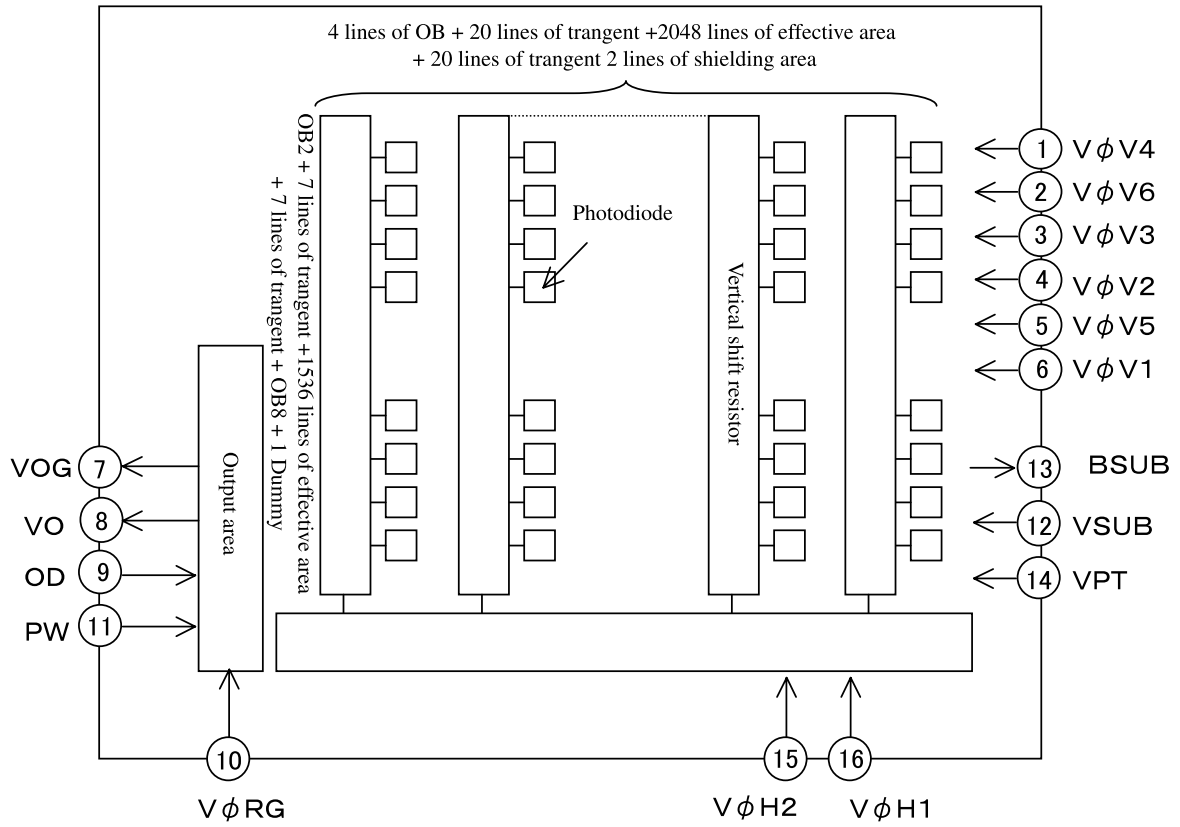 4 lines of OB + 20 lines of trangent +2048 lines of effective area
+ 20 lines of trangent 2 lines of shielding area
OB2 + 7 lines of trangent +1536 lines of effective area
+ 7 lines of trangent + OB8 + 1 Dummy
Photodiode
Vertical shift resistor
Output area
1 VφV4
2 VφV6
3 VφV3
4 VφV2
5 VφV5
6 VφV1
13 BSUB
12 VSUB
14 VPT
VOG 7
VO 8
OD 9
PW 11
10
VφRG
15
VφH2
16
VφH1